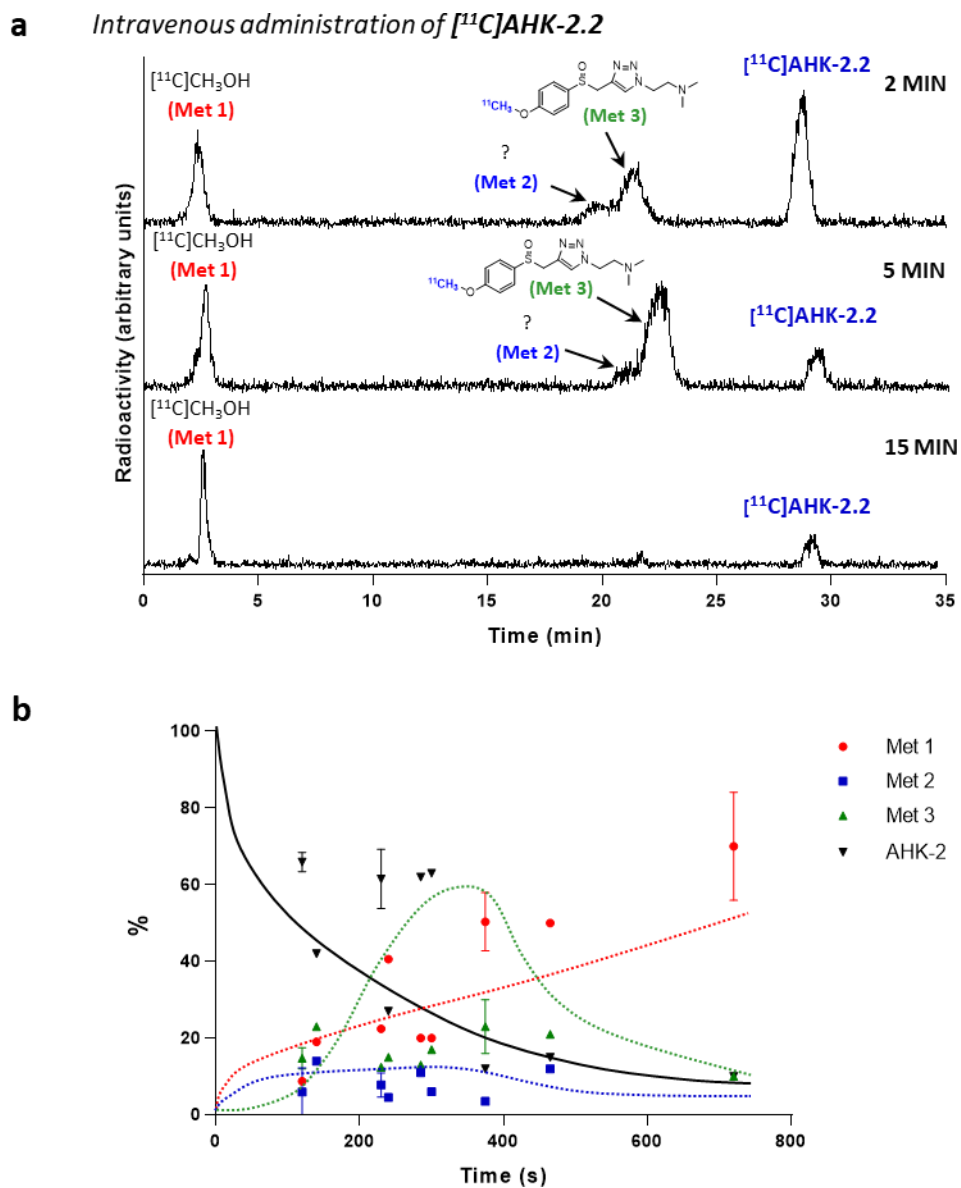 a Intravenous administration of [¹¹C]AHK-2.2
[¹¹C]CH₃OH
(Met 1)
O
S
N=N
N
N
¹¹CH₃
O
(Met 3)
?
(Met 2)
[¹¹C]AHK-2.2
2 MIN
[¹¹C]CH₃OH
(Met 1)
O
S
N=N
N
N
¹¹CH₃
O
(Met 3)
?
(Met 2)
[¹¹C]AHK-2.2
5 MIN
[¹¹C]CH₃OH
(Met 1)
[¹¹C]AHK-2.2
15 MIN
Radioactivity (arbitrary units)
0 5 10 15 20 25 30 35
Time (min)
b
100
80
60
40
20
0
%
0 200 400 600 800
Time (s)
Met 1
Met 2
Met 3
AHK-2